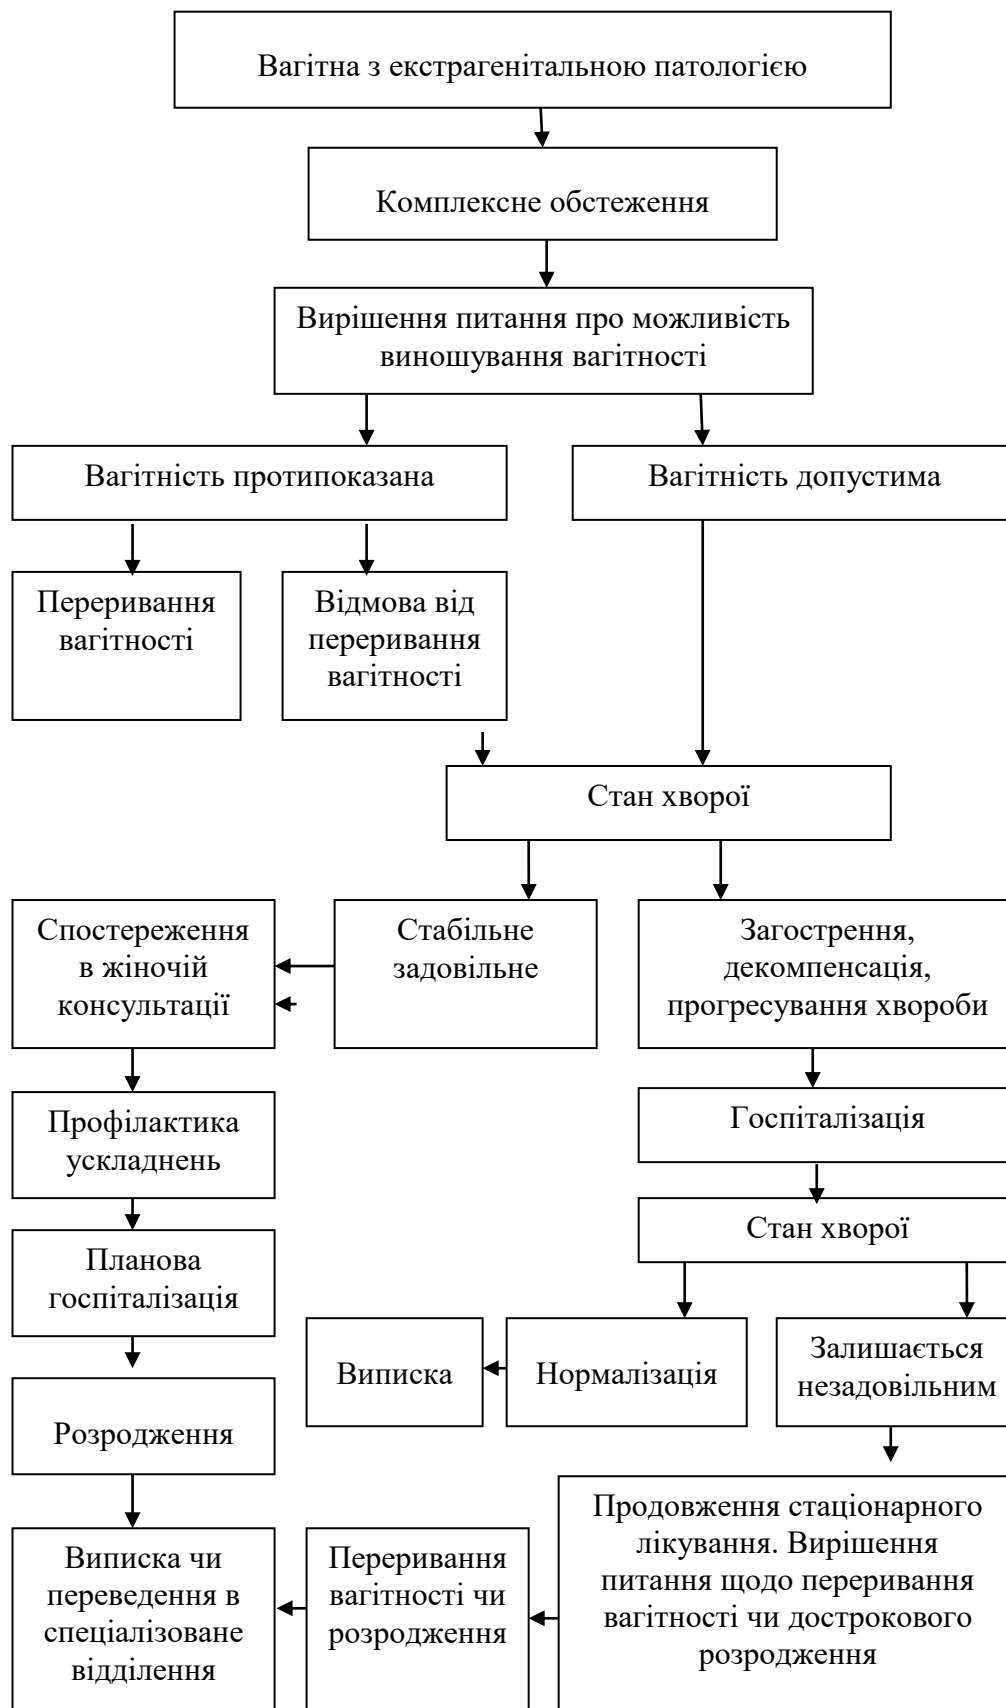 Вагітна з екстрагенітальною патологією
Комплексне обстеження
Вирішення питання про можливість
виношування вагітності
Вагітність протипоказана
Вагітність допустима
Переривання
вагітності
Відмова від
переривання
вагітності
Стан хворої
Спостереження
в жіночій
консультації
Стабільне
задовільне
Загострення,
декомпенсація,
прогресування хвороби
Профілактика
ускладнень
Госпіталізація
Планова
госпіталізація
Стан хворої
Виписка
Нормалізація
Залишається
незадовільним
Розродження
Виписка чи
переведення в
спеціалізоване
відділення
Переривання
вагітності чи
розродження
Продовження стаціонарного
лікування. Вирішення
питання щодо переривання
вагітності чи дострокового
розродження